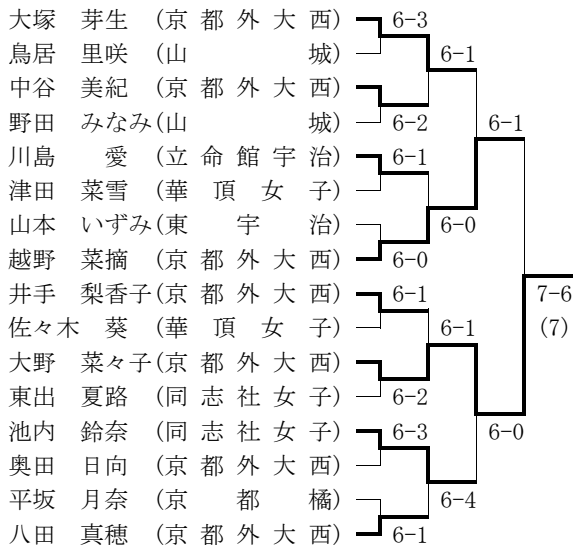 大塚 芽生 (京都外大西) 6-3
鳥居 里咲 (山城) 6-1
中谷 美紀 (京都外大西)
野田 みなみ(山城) 6-2 6-1
川島 愛 (立命館宇治) 6-1
津田 菜雪 (華頂女子)
山本 いずみ(東宇治) 6-0
越野 菜摘 (京都外大西) 6-0
井手 梨香子(京都外大西) 6-1 7-6
佐々木 葵 (華頂女子) 6-1 (7)
大野 菜々子(京都外大西)
東出 夏路 (同志社女子) 6-2
池内 鈴奈 (同志社女子) 6-3 6-0
奥田 日向 (京都外大西)
平坂 月奈 (京都橘) 6-4
八田 真穂 (京都外大西) 6-1